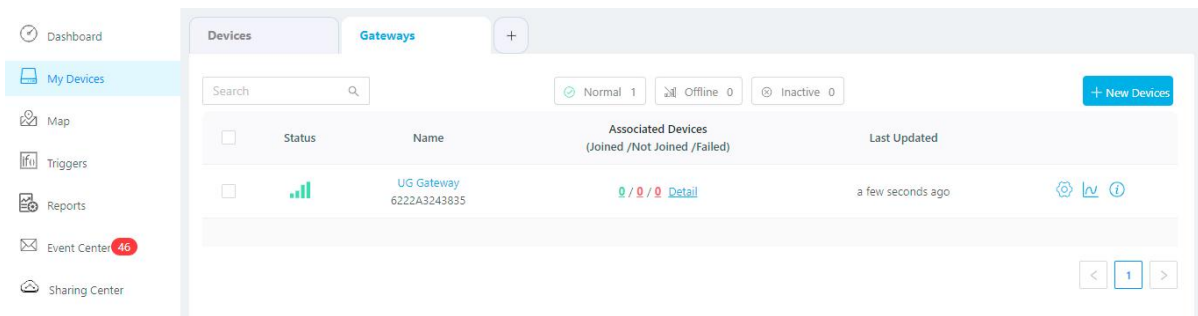 Dashboard
My Devices
Map
Triggers
Reports
Event Center 46
Sharing Center
Devices
Gateways
+
Search
Normal 1
Offline 0
Inactive 0
+ New Devices
Status
Name
Associated Devices
(Joined /Not Joined /Failed)
Last Updated
UG Gateway
6222A3243835
0 / 0 / 0 Detail
a few seconds ago
< 1 >